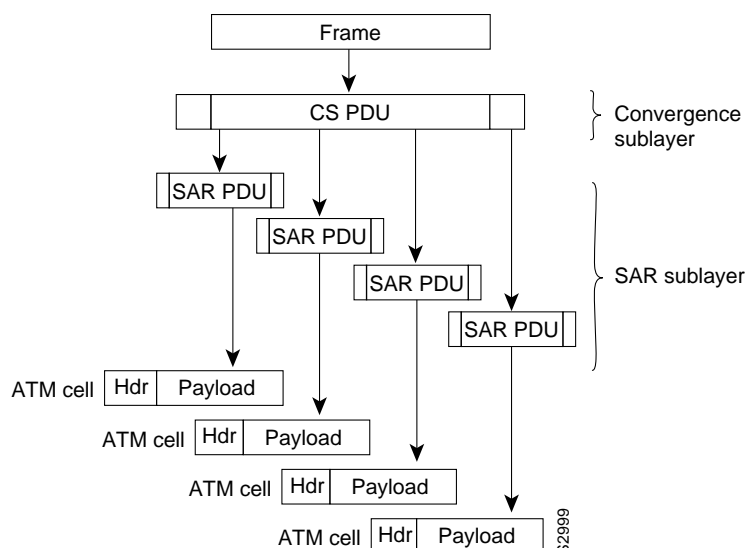 Frame
CS PDU
Convergence
sublayer
SAR PDU
SAR PDU
SAR PDU
SAR PDU
SAR sublayer
ATM cell Hdr Payload
ATM cell Hdr Payload
ATM cell Hdr Payload
ATM cell Hdr Payload